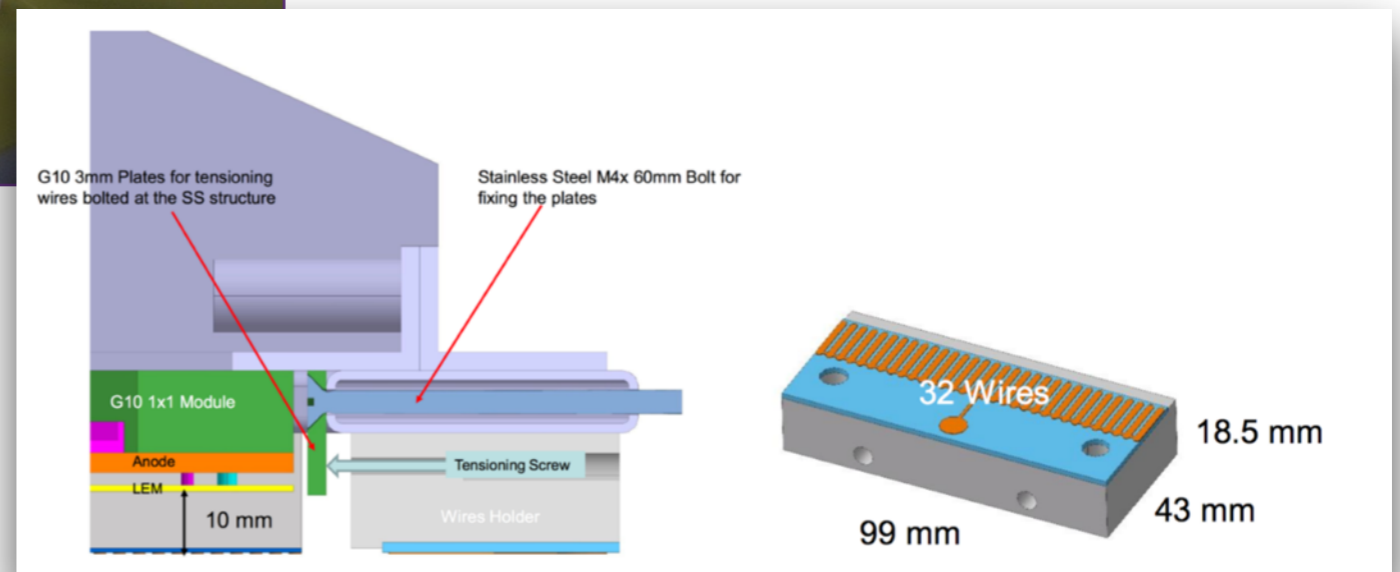 G10 3mm Plates for tensioning
wires bolted at the SS structure
Stainless Steel M4x 60mm Bolt for
fixing the plates
G10 1x1 Module
Anode
LEM
10 mm
Tensioning Screw
Wires Holder
32 Wires
18.5 mm
43 mm
99 mm